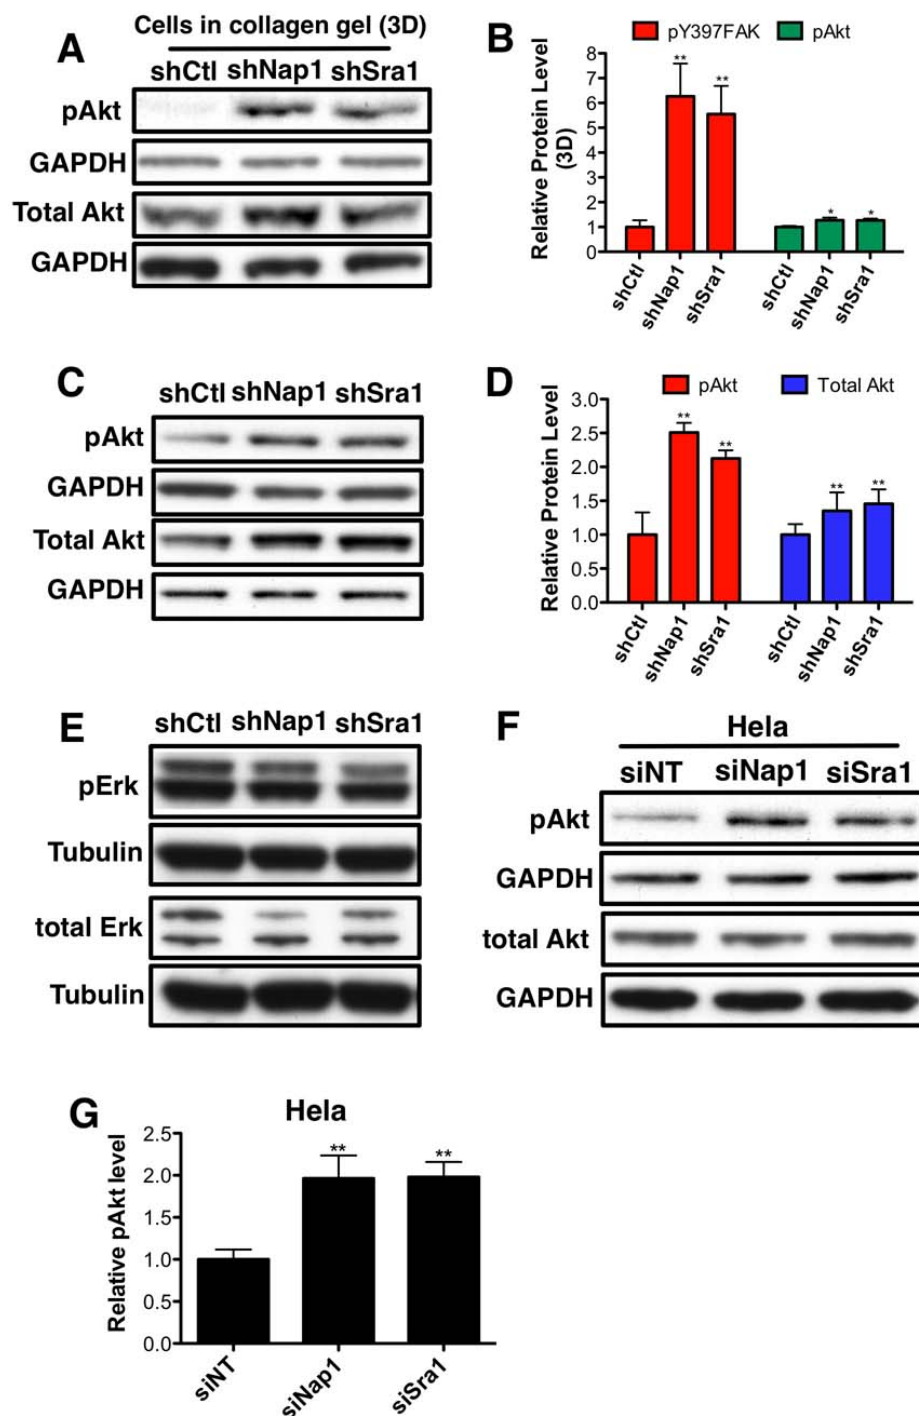 A
Cells in collagen gel (3D)
shCtl shNap1 shSra1
pAkt
GAPDH
Total Akt
GAPDH
B
pY397FAK pAkt
Relative Protein Level
(3D)
8
7
6
5
4
3
2
1
0
** ** * *
shCtl shNap1 shSra1 shCtl shNap1 shSra1
C
shCtl shNap1 shSra1
pAkt
GAPDH
Total Akt
GAPDH
D
pAkt Total Akt
Relative Protein Level
3.0
2.5
2.0
1.5
1.0
0.5
0.0
** ** ** **
shCtl shNap1 shSra1 shCtl shNap1 shSra1
E
shCtl shNap1 shSra1
pErk
Tubulin
total Erk
Tubulin
F
Hela
siNT siNap1 siSra1
pAkt
GAPDH
total Akt
GAPDH
G
Hela
Relative pAkt level
2.5
2.0
1.5
1.0
0.5
0.0
** **
siNT siNap1 siSra1